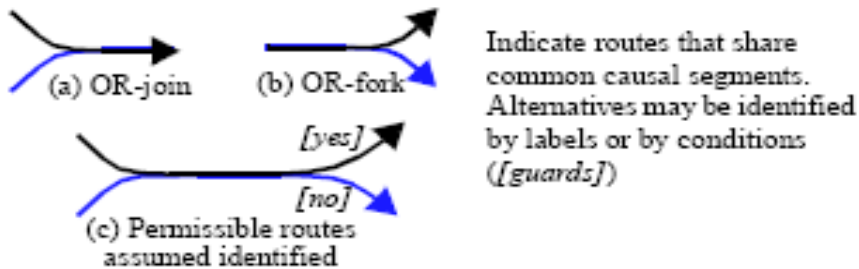 (a) OR-join
(b) OR-fork
[yes]
[no]
(c) Permissible routes
assumed identified
Indicate routes that share
common causal segments.
Alternatives may be identified
by labels or by conditions
([guards])